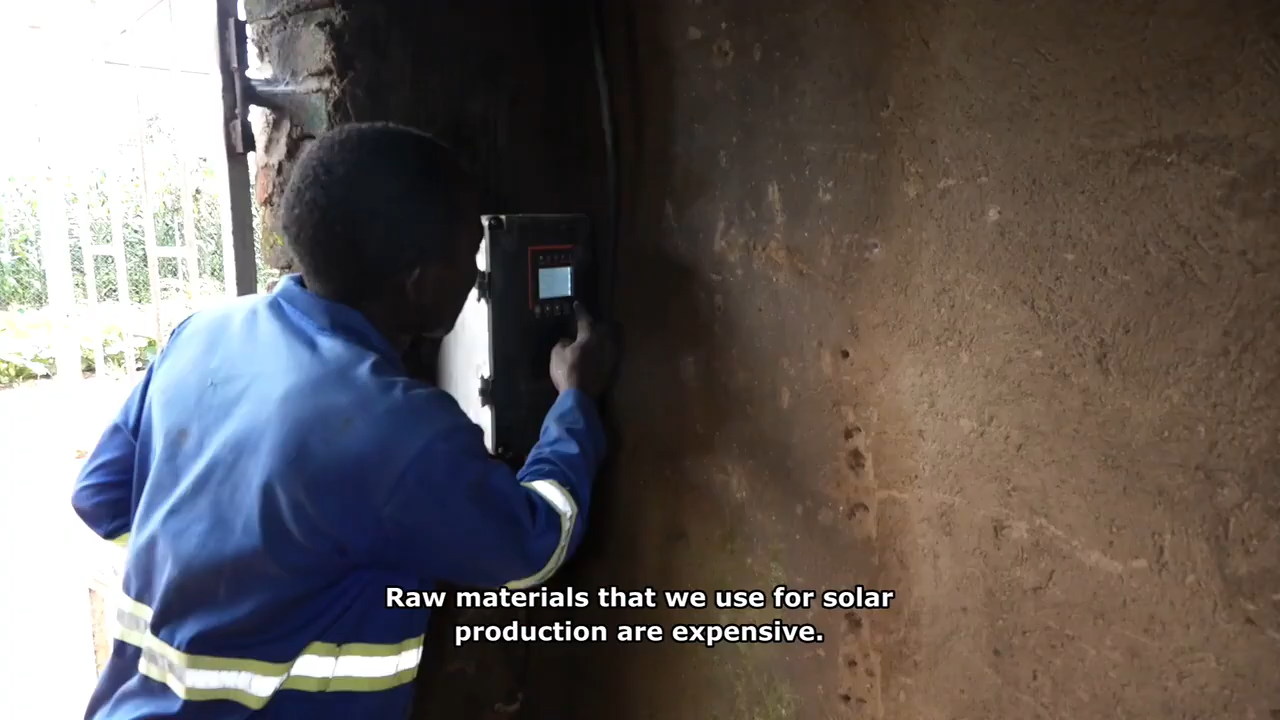 Raw materials that we use for solar
production are expensive.